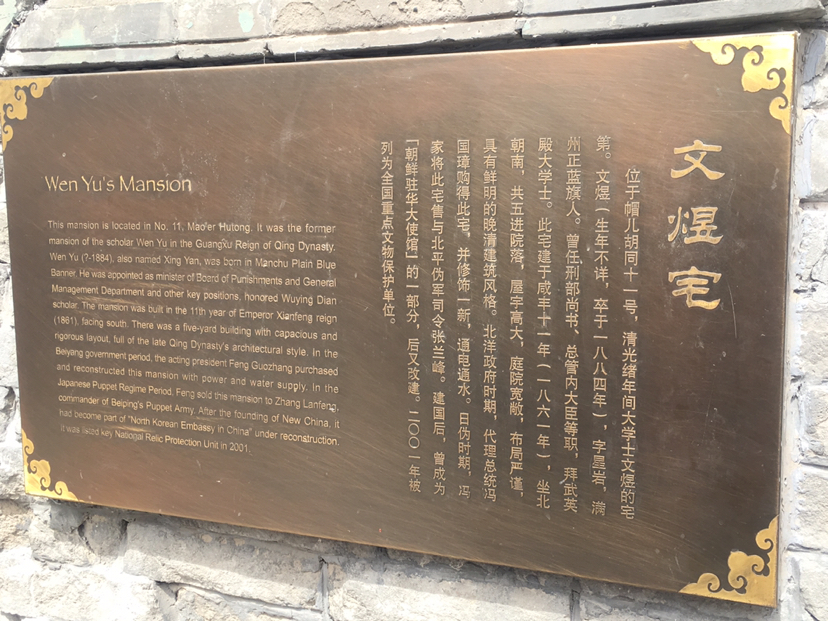 Wen Yu's Mansion
This mansion is located in No. 11, Mao'er Hutong. It was the former
mansion of the scholar Wen Yu in the Guangxu Reign of Qing Dynasty.
Wen Yu (?-1884), also named Xing Yan, was born in Manchu Plain Blue
Banner. He was appointed as minister of Board of Punishments and General
Management Department and other key positions, honored Wuying Dian
scholar. The mansion was built in the 11th year of Emperor Xianfeng reign
(1861), facing south. There was a five-yard building with capacious and
rigorous layout, full of the late Qing Dynasty's architectural style. In the
Beiyang government period, the acting president Feng Guozhang purchased
and reconstructed this mansion with power and water supply. In the
Japanese Puppet Regime Period, Feng sold this mansion to Zhang Lanfeng,
commander of Beiping's Puppet Army. After the founding of New China, it
had become part of "North Korean Embassy in China" under reconstruction.
It was listed key National Relic Protection Unit in 2001.
文煜宅
位于帽儿胡同十一号，清光绪年间大学士文煜的宅
第。文煜（生年不详，卒于一八八四年），字星岩，满
州正蓝旗人。曾任刑部尚书、总管内大臣等职，拜武英
殿大学士。此宅建于咸丰十一年（一八六一年），坐北
朝南，共五进院落，屋宇高大，庭院宽敞，布局严谨，
具有鲜明的晚清建筑风格。北洋政府时期，代理总统冯
国璋购得此宅，并修饰一新，通电通水。日伪时期，冯
家将此宅售与北平伪军司令张兰峰。建国后，曾成为
「朝鲜驻华大使馆」的一部分，后又改建。二〇〇一年被
列为全国重点文物保护单位。